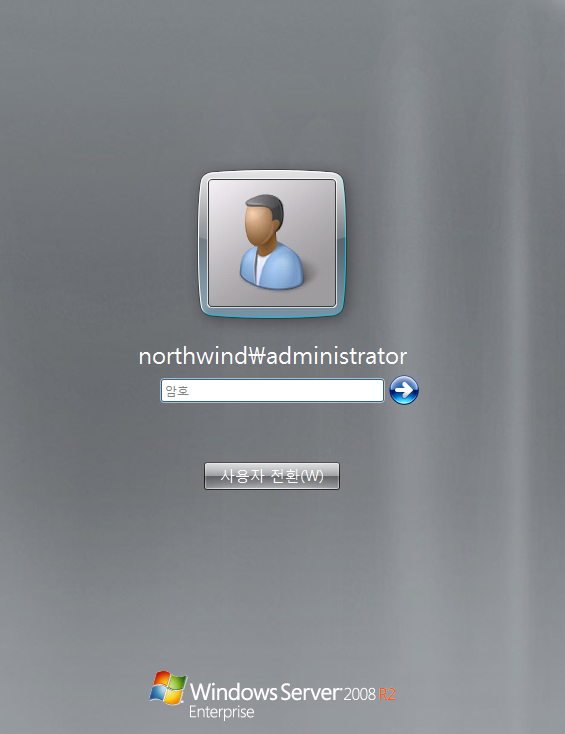 northwind₩administrator
암호
사용자 전환(W)
Windows Server 2008 R2
Enterprise